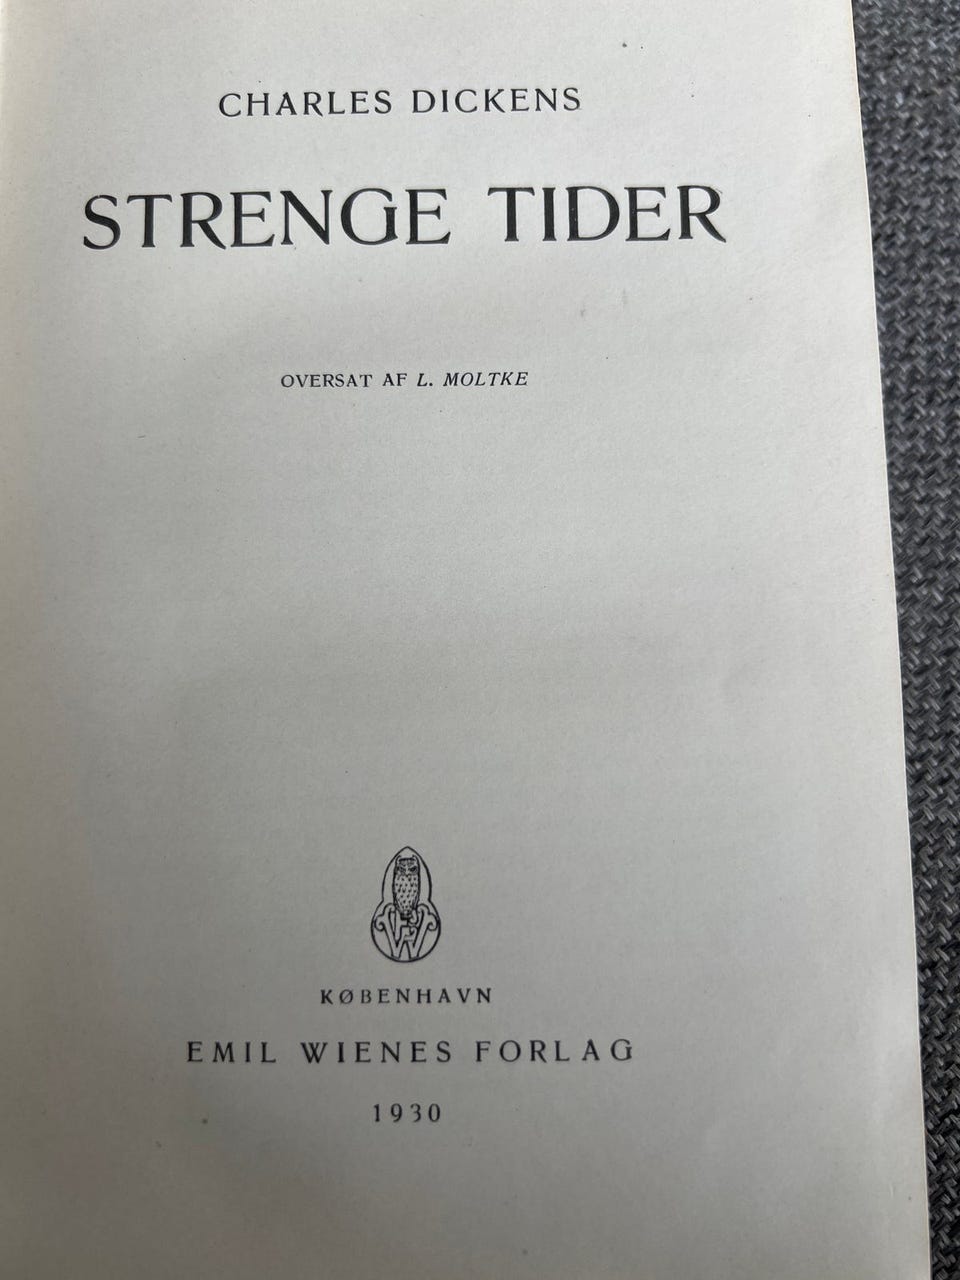 CHARLES DICKENS
STRENGE TIDER
OVERSAT AF L. MOLTKE
KØBENHAVN
EMIL WIENES FORLAG
1930